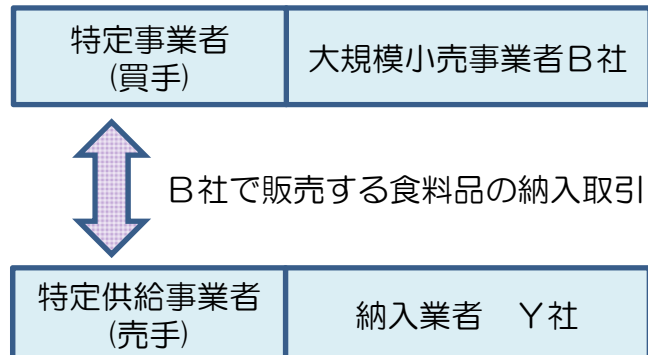 特定事業者
(買手)
大規模小売事業者B社
B社で販売する食料品の納入取引
特定供給事業者
(売手)
納入業者　Y社